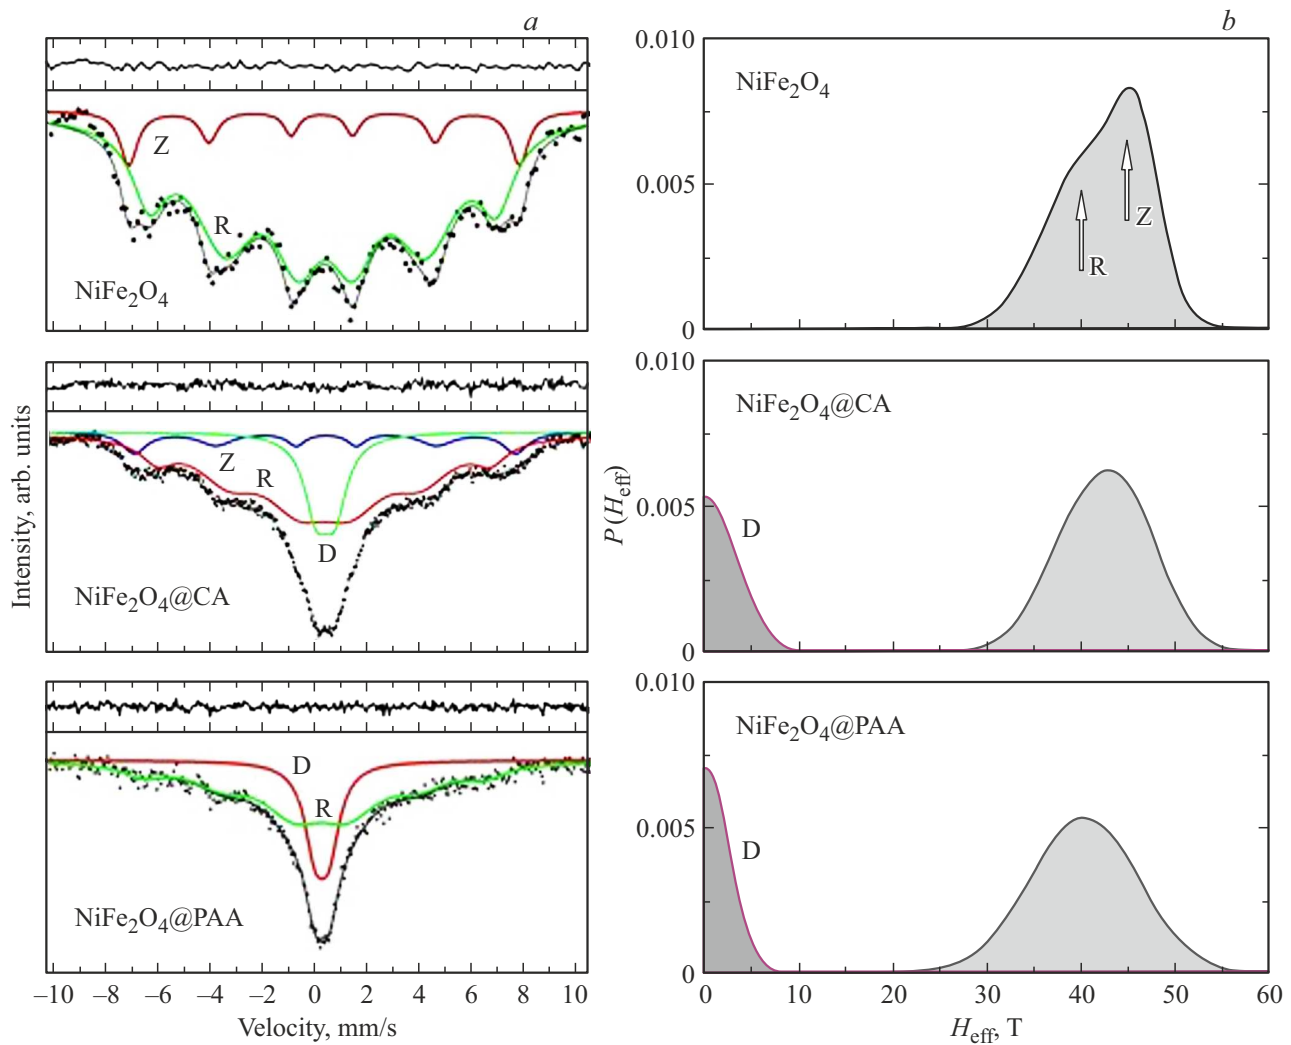 a
Z
R
NiFe₂O₄
Z
R
D
NiFe₂O₄@CA
D
R
NiFe₂O₄@PAA
–10 –8 –6 –4 –2 0 2 4 6 8 10
Velocity, mm/s
Intensity, arb. units
b
0.010
NiFe₂O₄
0.005
Z
R
0
0.010
NiFe₂O₄@CA
0.005
D
0
0.010
NiFe₂O₄@PAA
0.005
D
0
0 10 20 30 40 50 60
H_eff, T
P(H_eff)